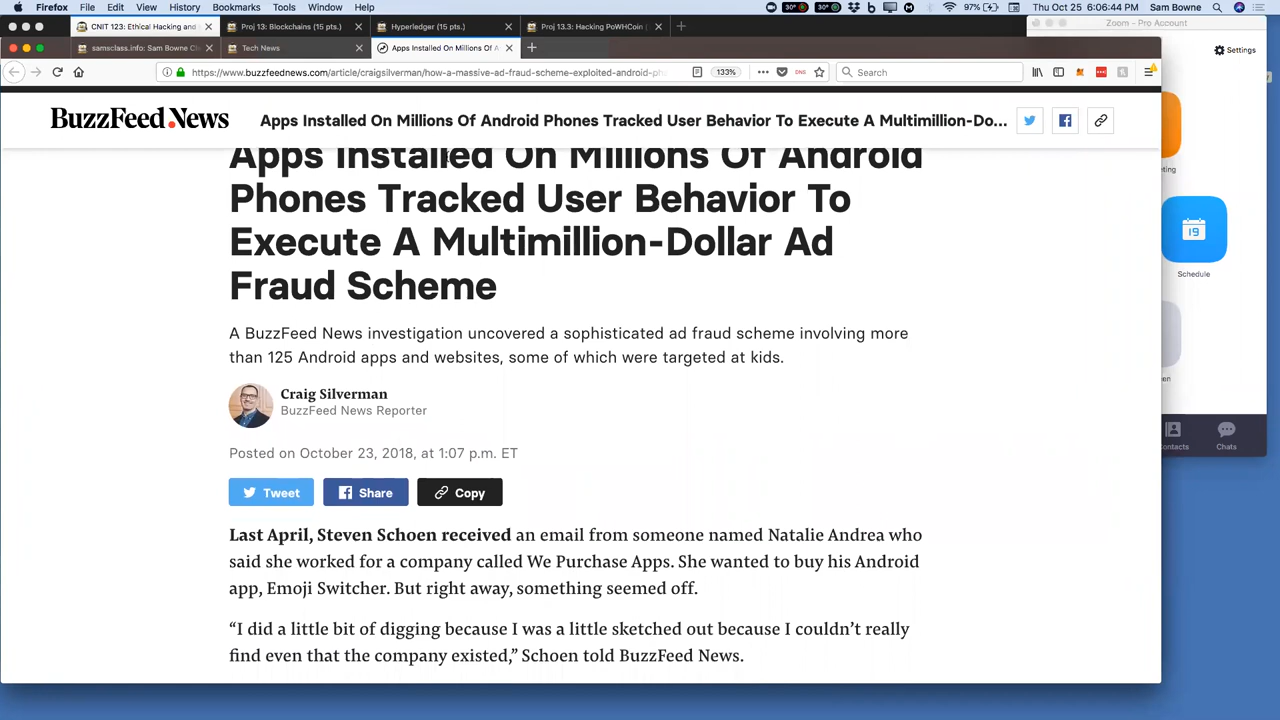 Firefox File Edit View History Bookmarks Tools Window Help 30° 30° 97% Thu Oct 25 6:06:44 PM Sam Bowne
CNIT 123: Ethical Hacking and Proj 13: Blockchains (15 pts.) Hyperledger (15 pts.) Proj 13.3: Hacking PoWHCoin Zoom - Pro Account
samsclass.info: Sam Bowne Tech News Apps Installed On Millions Of A
https://www.buzzfeednews.com/article/craigsilverman/how-a-massive-ad-fraud-scheme-exploited-android-ph 133% DNS Search
Settings
BuzzFeed News Apps Installed On Millions Of Android Phones Tracked User Behavior To Execute A Multimillion-Do...
Apps Installed On Millions Of Android
Phones Tracked User Behavior To
Execute A Multimillion-Dollar Ad
Fraud Scheme
A BuzzFeed News investigation uncovered a sophisticated ad fraud scheme involving more
than 125 Android apps and websites, some of which were targeted at kids.
Craig Silverman
BuzzFeed News Reporter
Posted on October 23, 2018, at 1:07 p.m. ET
Tweet Share Copy
Last April, Steven Schoen received an email from someone named Natalie Andrea who
said she worked for a company called We Purchase Apps. She wanted to buy his Android
app, Emoji Switcher. But right away, something seemed off.
“I did a little bit of digging because I was a little sketched out because I couldn’t really
find even that the company existed,” Schoen told BuzzFeed News.
19
Schedule
Chats